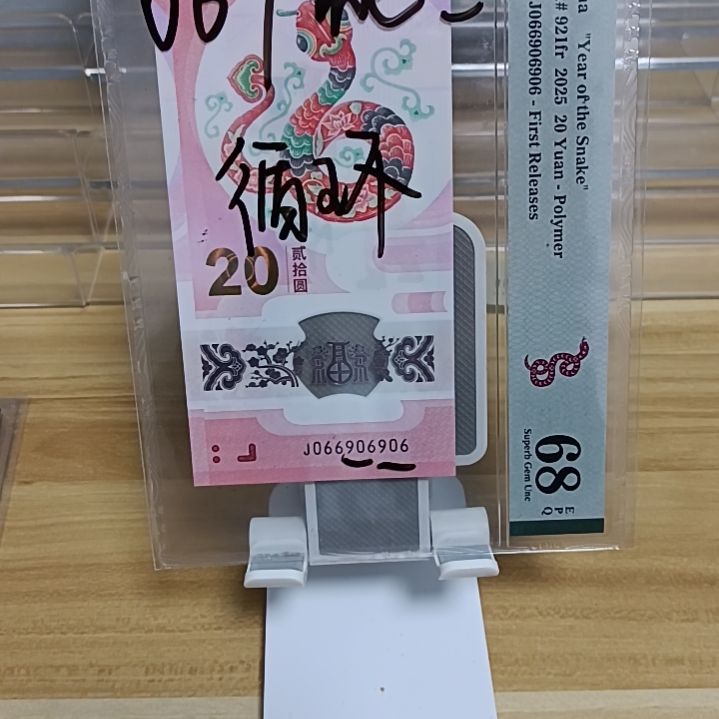 循环
20
贰拾圆
J066906906
na "Year of the Snake"
# 921fr 2025 20 Yuan - Polymer
J066906906 - First Releases
68
EPQ
Superb Gem Unc